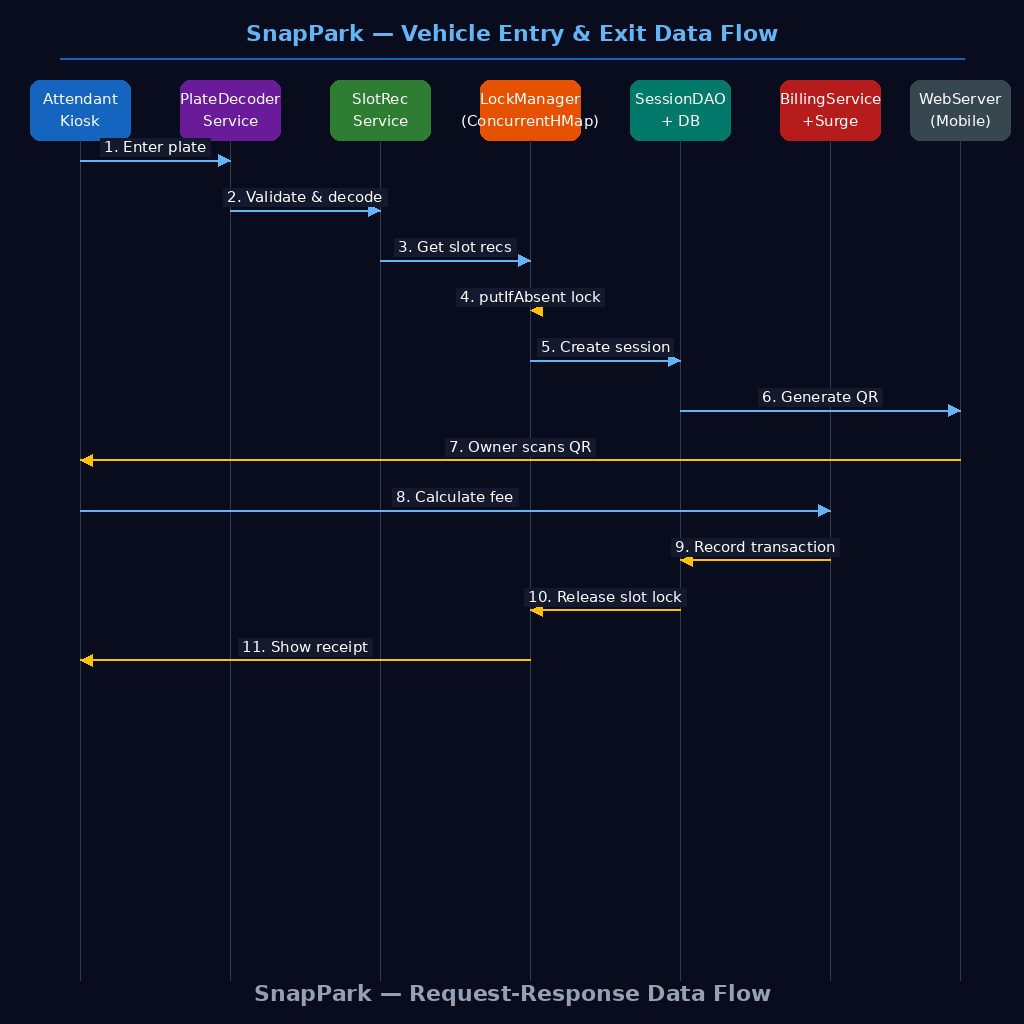 SnapPark — Vehicle Entry & Exit Data Flow
Attendant
Kiosk
PlateDecoder
Service
SlotRec
Service
LockManager
(ConcurrentHMap)
SessionDAO
+ DB
BillingService
+Surge
WebServer
(Mobile)
1. Enter plate
2. Validate & decode
3. Get slot recs
4. putIfAbsent lock
5. Create session
6. Generate QR
7. Owner scans QR
8. Calculate fee
9. Record transaction
10. Release slot lock
11. Show receipt
SnapPark — Request-Response Data Flow